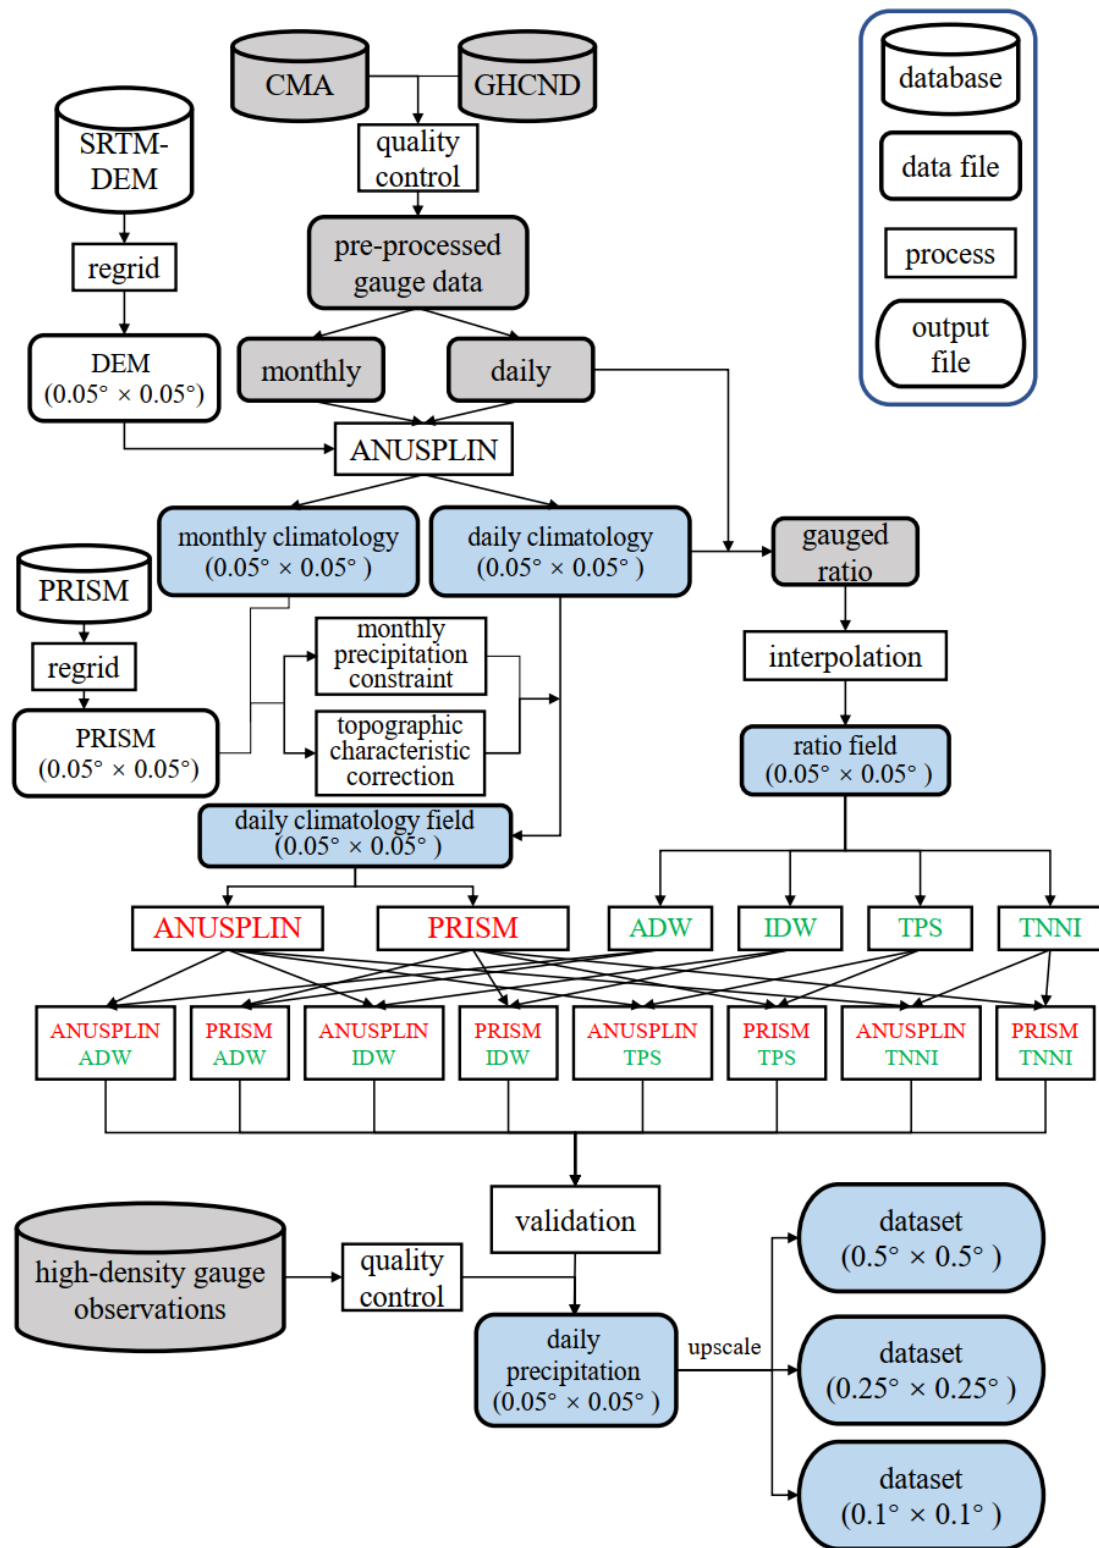 CMA
GHCND
database
SRTM-
DEM
quality
control
data file
pre-processed
gauge data
process
regrid
output
file
DEM
(0.05° × 0.05°)
monthly
daily
ANUSPLIN
monthly climatology
(0.05° × 0.05° )
daily climatology
(0.05° × 0.05° )
gauged
ratio
PRISM
monthly
precipitation
constraint
regrid
interpolation
topographic
characteristic
correction
PRISM
(0.05° × 0.05°)
ratio field
(0.05° × 0.05° )
daily climatology field
(0.05° × 0.05° )
ANUSPLIN
PRISM
ADW
IDW
TPS
TNNI
ANUSPLIN
ADW
PRISM
ADW
ANUSPLIN
IDW
PRISM
IDW
ANUSPLIN
TPS
PRISM
TPS
ANUSPLIN
TNNI
PRISM
TNNI
validation
dataset
(0.5° × 0.5° )
high-density gauge
observations
quality
control
daily
precipitation
(0.05° × 0.05° )
upscale
dataset
(0.25° × 0.25° )
dataset
(0.1° × 0.1° )